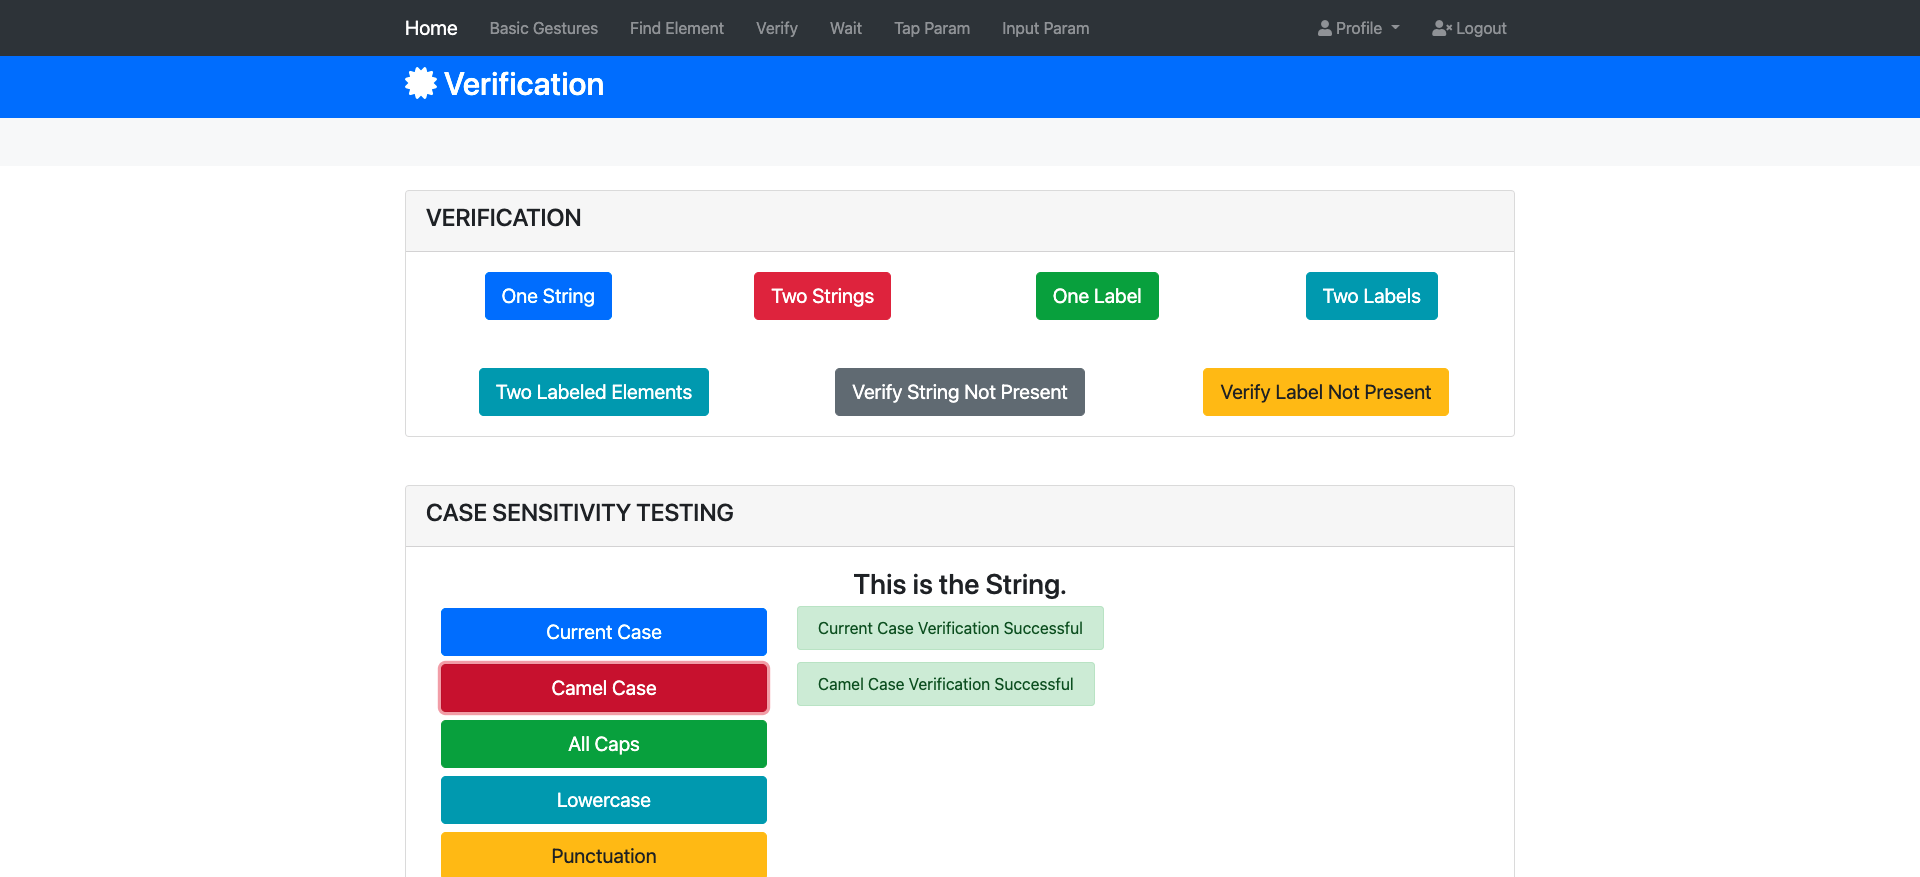 Home Basic Gestures Find Element Verify Wait Tap Param Input Param Profile Logout
Verification
VERIFICATION
One String Two Strings One Label Two Labels
Two Labeled Elements Verify String Not Present Verify Label Not Present
CASE SENSITIVITY TESTING
This is the String.
Current Case Current Case Verification Successful
Camel Case Camel Case Verification Successful
All Caps
Lowercase
Punctuation